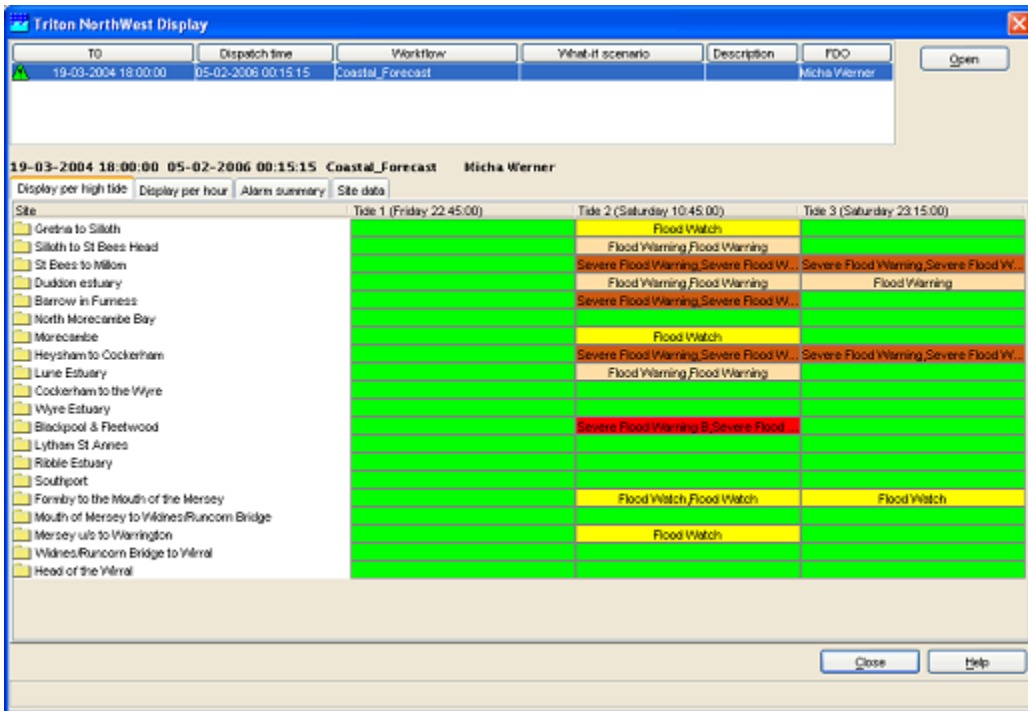 Triton NorthWest Display
T0 Dispatch time Workflow What-if scenario Description FDO
Open
19-03-2004 18:00:00 05-02-2006 00:15:15 Coastal_Forecast Micha Werner
19-03-2004 18:00:00 05-02-2006 00:15:15 Coastal_Forecast Micha Werner
Display per high tide Display per hour Alarm summary Site data
Site Tide 1 (Friday 22:45:00) Tide 2 (Saturday 10:45:00) Tide 3 (Saturday 23:15:00)
Gretna to Silloth Flood Watch
Silloth to St Bees Head Flood Warning,Flood Warning
St Bees to Millom Severe Flood Warning,Severe Flood W... Severe Flood Warning,Severe Flood W...
Duddon estuary Flood Warning,Flood Warning Flood Warning
Barrow in Furness Severe Flood Warning,Severe Flood W...
North Morecambe Bay
Morecambe Flood Watch
Heysham to Cockerham Severe Flood Warning,Severe Flood W... Severe Flood Warning,Severe Flood W...
Lune Estuary Flood Warning,Flood Warning
Cockerham to the Wyre
Wyre Estuary
Blackpool & Fleetwood Severe Flood Warning B,Severe Flood ...
Lytham St Annes
Ribble Estuary
Southport
Formby to the Mouth of the Mersey Flood Watch,Flood Watch Flood Watch
Mouth of Mersey to Widnes/Runcorn Bridge
Mersey u/s to Warrington Flood Watch
Widnes/Runcorn Bridge to Wirral
Head of the Wirral
Close Help